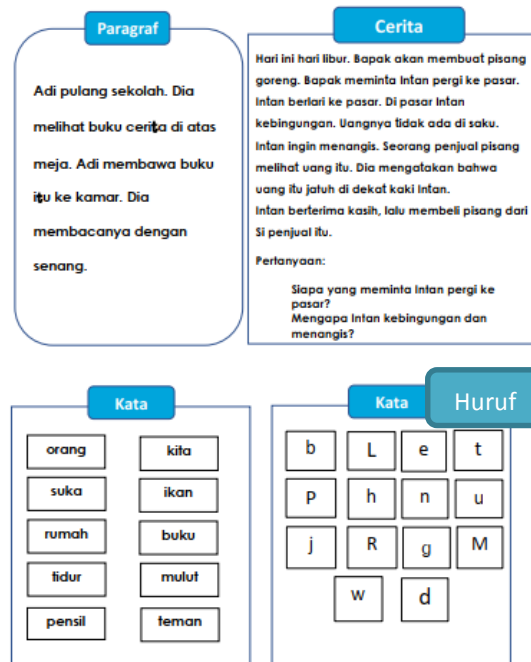 Paragraf
Adi pulang sekolah. Dia
melihat buku cerita di atas
meja. Adi membawa buku
itu ke kamar. Dia
membacanya dengan
senang.
Cerita
Hari ini hari libur. Bapak akan membuat pisang
goreng. Bapak meminta Intan pergi ke pasar.
Intan berlari ke pasar. Di pasar Intan
kebingungan. Uangnya tidak ada di saku.
Intan ingin menangis. Seorang penjual pisang
melihat uang itu. Dia mengatakan bahwa
uang itu jatuh di dekat kaki Intan.
Intan berterima kasih, lalu membeli pisang dari
Si penjual itu.
Pertanyaan:
Siapa yang meminta Intan pergi ke
pasar?
Mengapa Intan kebingungan dan
menangis?
Kata
orang kita
suka ikan
rumah buku
tidur mulut
pensil teman
Kata Huruf
b L e t
P h n u
j R g M
w d